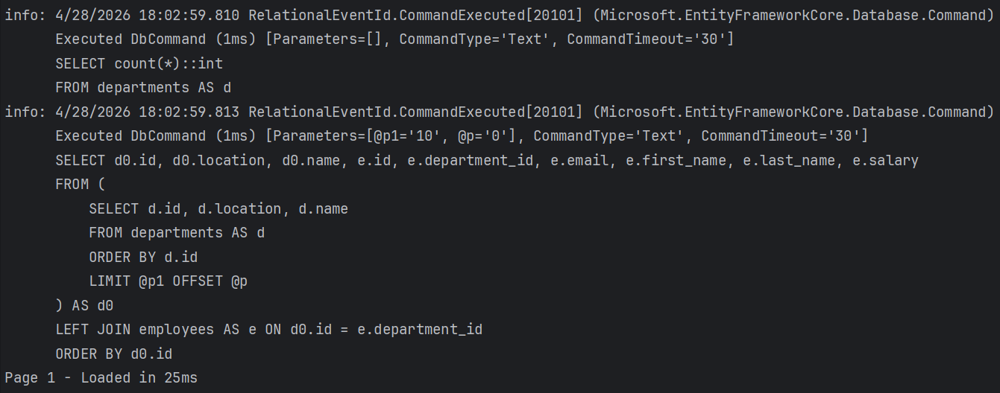 info: 4/28/2026 18:02:59.810 RelationalEventId.CommandExecuted[20101] (Microsoft.EntityFrameworkCore.Database.Command)
      Executed DbCommand (1ms) [Parameters=[], CommandType='Text', CommandTimeout='30']
      SELECT count(*)::int
      FROM departments AS d
info: 4/28/2026 18:02:59.813 RelationalEventId.CommandExecuted[20101] (Microsoft.EntityFrameworkCore.Database.Command)
      Executed DbCommand (1ms) [Parameters=[@p1='10', @p='0'], CommandType='Text', CommandTimeout='30']
      SELECT d0.id, d0.location, d0.name, e.id, e.department_id, e.email, e.first_name, e.last_name, e.salary
      FROM (
          SELECT d.id, d.location, d.name
          FROM departments AS d
          ORDER BY d.id
          LIMIT @p1 OFFSET @p
      ) AS d0
      LEFT JOIN employees AS e ON d0.id = e.department_id
      ORDER BY d0.id
Page 1 - Loaded in 25ms